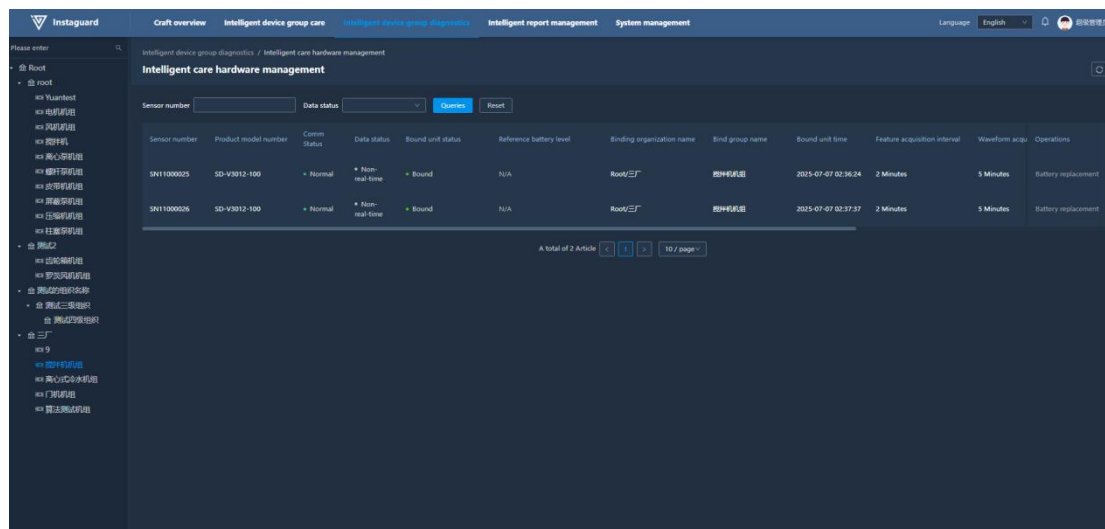 Instaguard
Craft overview
Intelligent device group care
Intelligent device group diagnostics
Intelligent report management
System management
Language
English
超级管理员
Please enter
Root
root
Yuantest
电机机组
风机机组
搅拌机
离心泵机组
螺杆泵机组
皮带机机组
屏蔽泵机组
压缩机机组
柱塞泵机组
测试2
齿轮箱机组
罗茨风机机组
测试的组织名称
测试三级组织
测试四级组织
三厂
9
搅拌机机组
离心式冷水机组
门机机组
算法测试机组
Intelligent device group diagnostics / Intelligent care hardware management
Intelligent care hardware management
Sensor number
Data status
Queries
Reset
Sensor number Product model number Comm Status Data status Bound unit status Reference battery level Binding organization name Bind group name Bound unit time Feature acquisition interval Waveform acqu Operations
SN11000025 SD-V3012-100 Normal Non-real-time Bound N/A Root/三厂 搅拌机机组 2025-07-07 02:36:24 2 Minutes 5 Minutes Battery replacement
SN11000026 SD-V3012-100 Normal Non-real-time Bound N/A Root/三厂 搅拌机机组 2025-07-07 02:37:37 2 Minutes 5 Minutes Battery replacement
A total of 2 Article < 1 > 10 / page